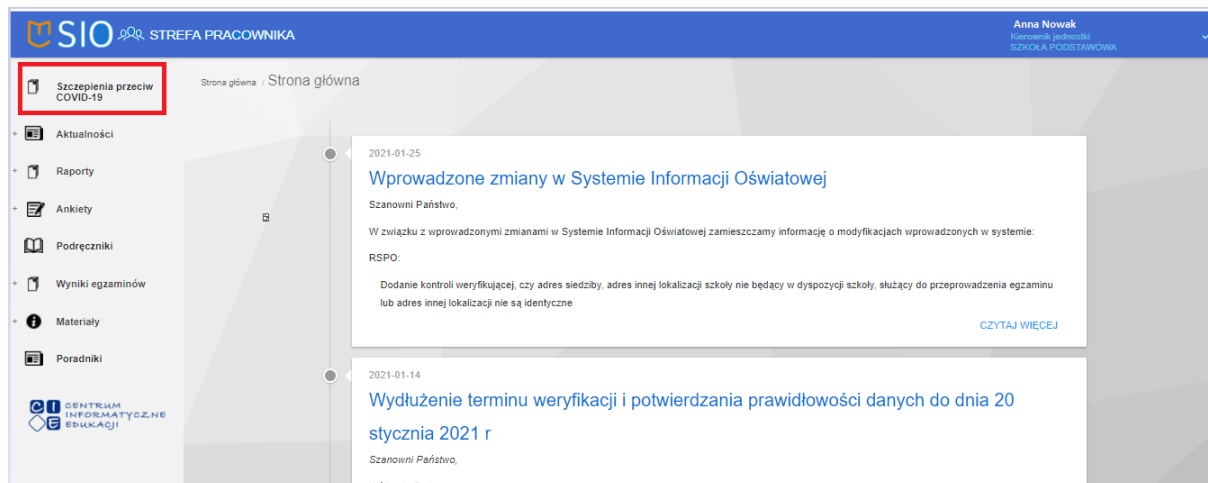 SIO STREFA PRACOWNIKA
Anna Nowak
Kierownik jednostki
SZKOŁA PODSTAWOWA
Szczepienia przeciw
COVID-19
Aktualności
Raporty
Ankiety
Podręczniki
Wyniki egzaminów
Materiały
Poradniki
CENTRUM
INFORMATYCZNE
EDUKACJI
Strona główna / Strona główna
2021-01-25
Wprowadzone zmiany w Systemie Informacji Oświatowej
Szanowni Państwo,
W związku z wprowadzonymi zmianami w Systemie Informacji Oświatowej zamieszczamy informację o modyfikacjach wprowadzonych w systemie:
RSPO:
Dodanie kontroli weryfikującej, czy adres siedziby, adres innej lokalizacji szkoły nie będący w dyspozycji szkoły, służący do przeprowadzenia egzaminu
lub adres innej lokalizacji nie są identyczne
CZYTAJ WIĘCEJ
2021-01-14
Wydłużenie terminu weryfikacji i potwierdzania prawidłowości danych do dnia 20
stycznia 2021 r
Szanowni Państwo,